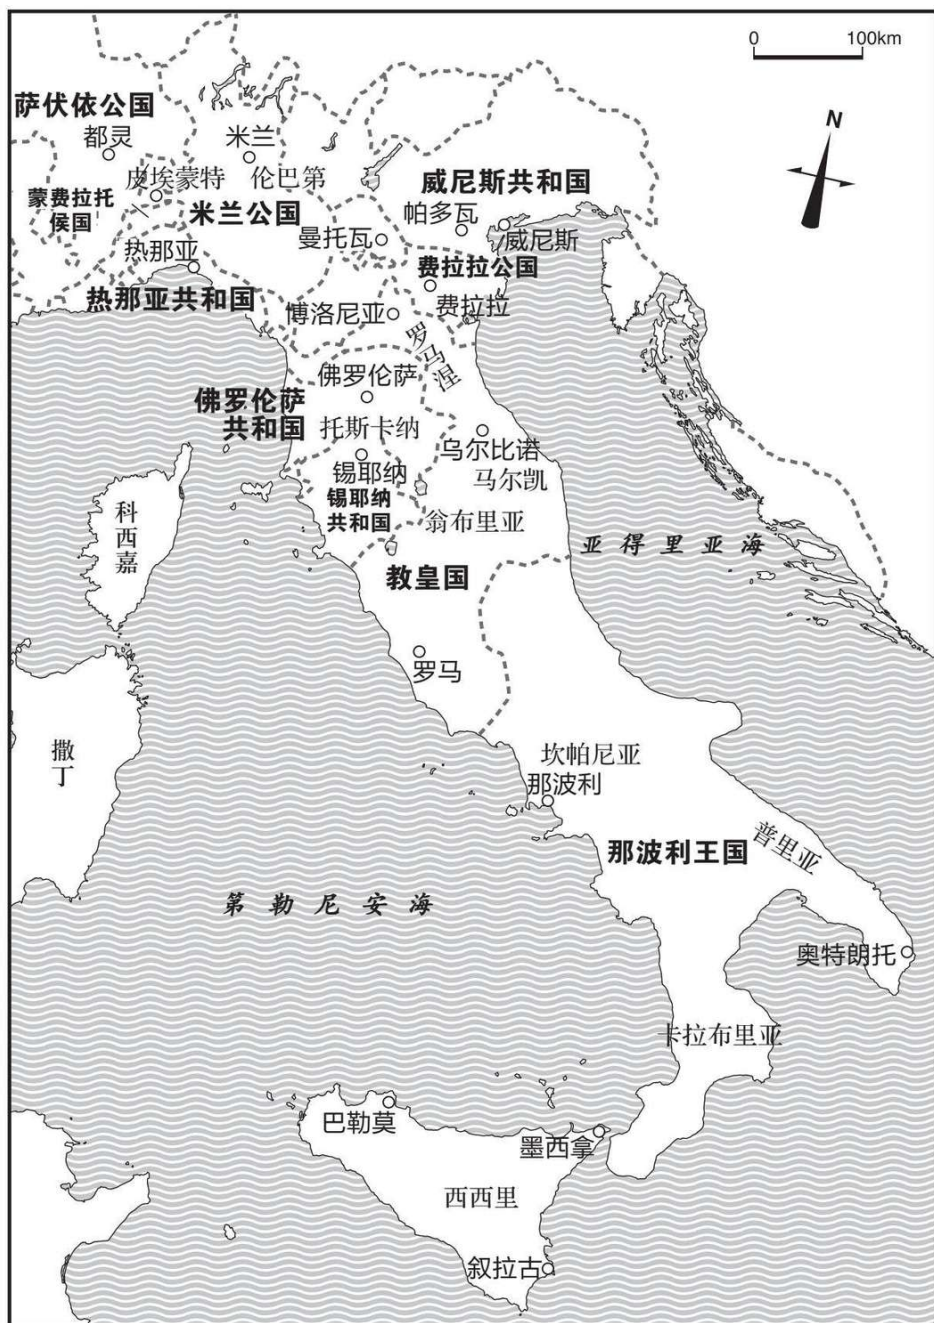 0 100km
N
萨伏依公国
都灵
米兰
皮埃蒙特
伦巴第
蒙费拉托
侯国
米兰公国
威尼斯共和国
帕多瓦
威尼斯
曼托瓦
热那亚
费拉拉公国
热那亚共和国
博洛尼亚
费拉拉
罗马涅
佛罗伦萨
佛罗伦萨
共和国
托斯卡纳
乌尔比诺
锡耶纳
马尔凯
锡耶纳
共和国
翁布里亚
科西嘉
亚得里亚海
教皇国
罗马
撒丁
坎帕尼亚
那波利
普里亚
那波利王国
第勒尼安海
奥特朗托
卡拉布里亚
巴勒莫
墨西拿
西西里
叙拉古